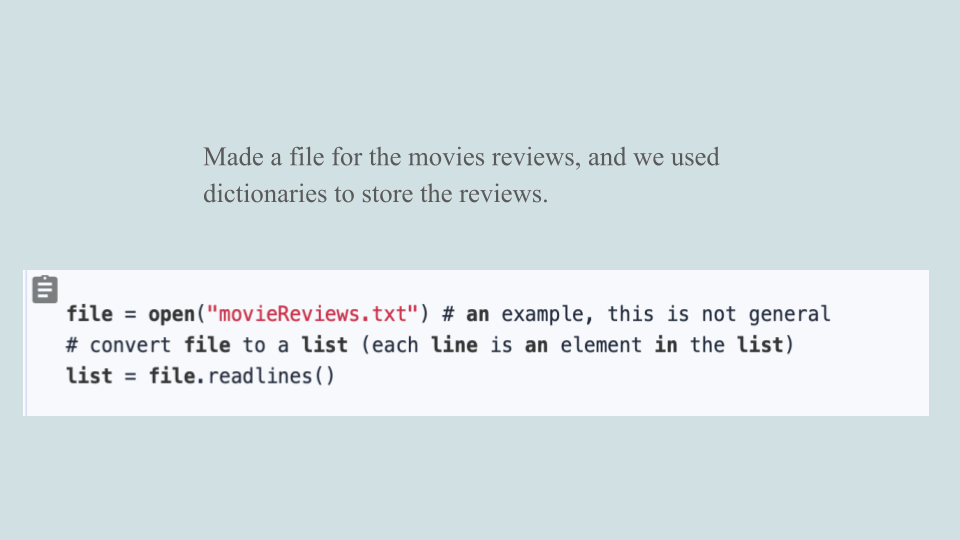 Made a file for the movies reviews, and we used
dictionaries to store the reviews.
file = open("movieReviews.txt") # an example, this is not general
# convert file to a list (each line is an element in the list)
list = file.readlines()